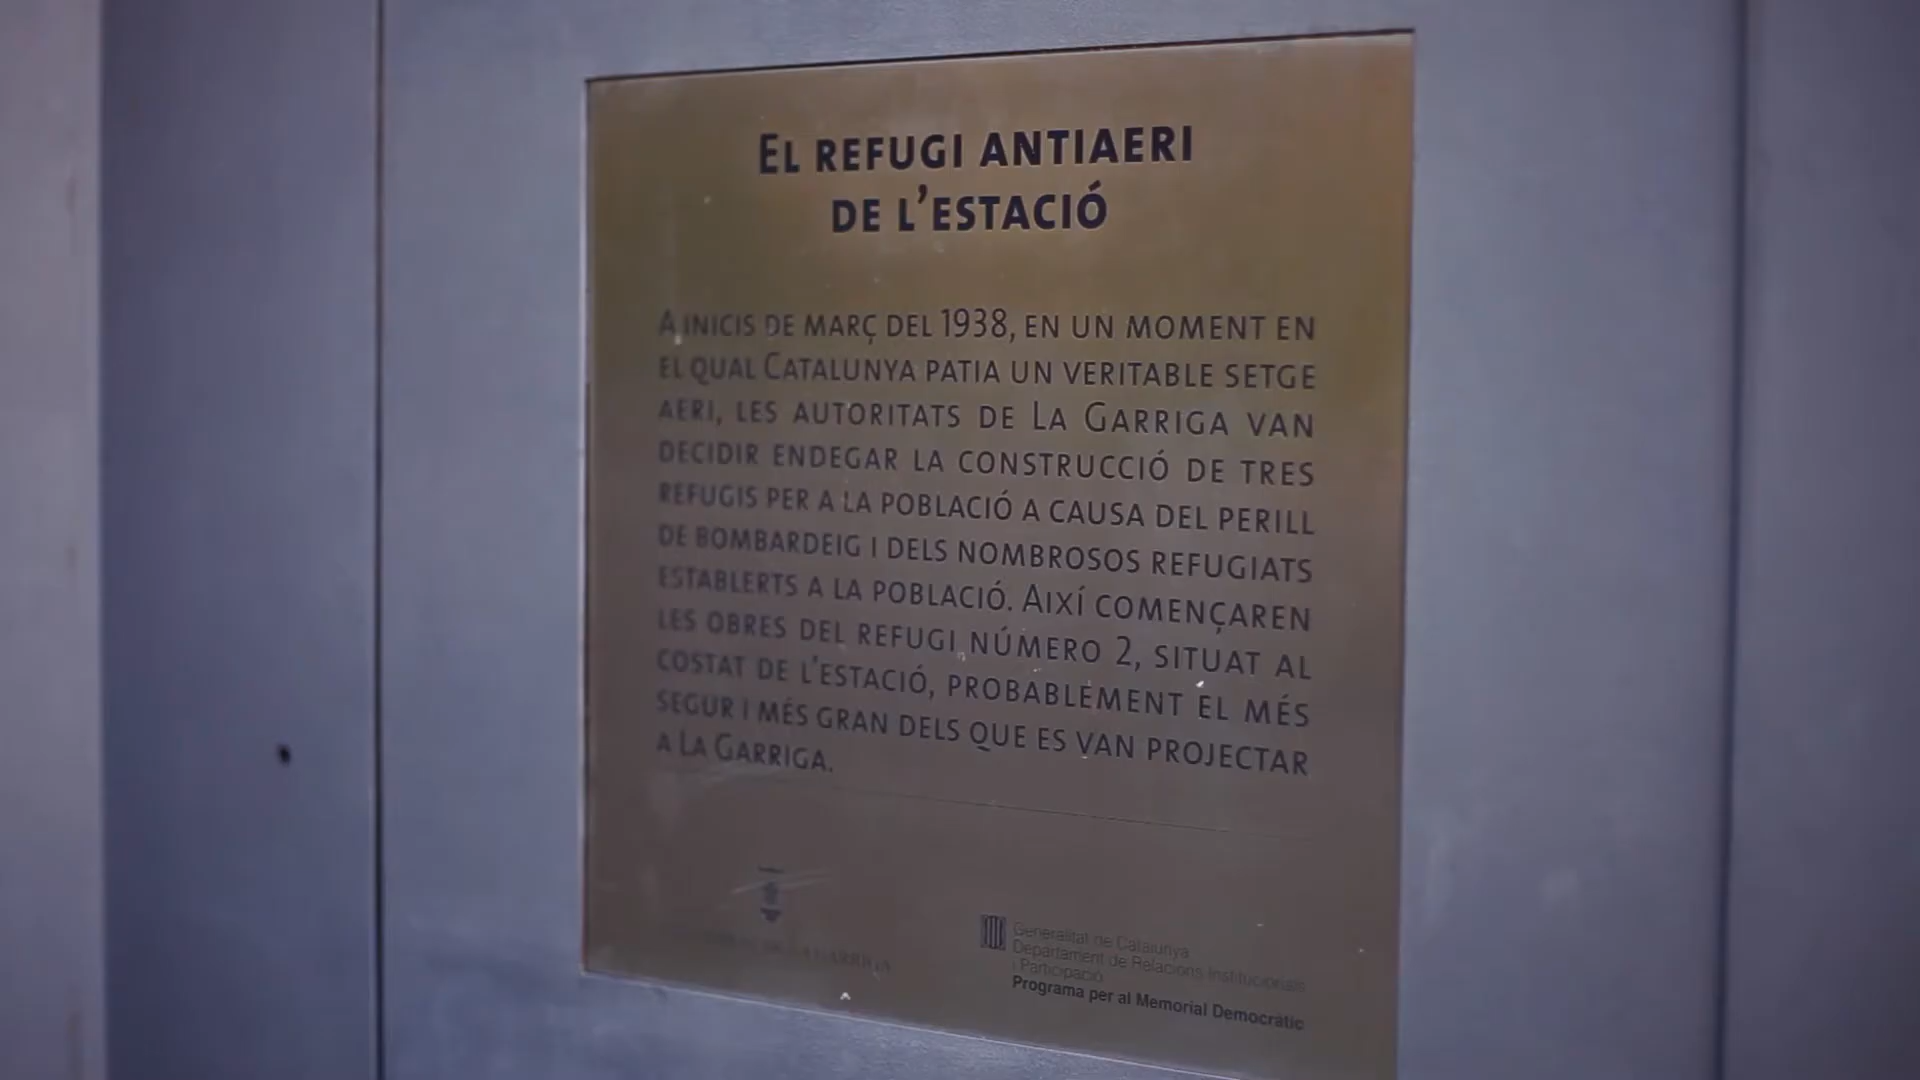 EL REFUGI ANTIAERI
DE L'ESTACIÓ
A INICIS DE MARÇ DEL 1938, EN UN MOMENT EN
EL QUAL CATALUNYA PATIA UN VERITABLE SETGE
AERI, LES AUTORITATS DE LA GARRIGA VAN
DECIDIR ENDEGAR LA CONSTRUCCIÓ DE TRES
REFUGIS PER A LA POBLACIÓ A CAUSA DEL PERILL
DE BOMBARDEIG I DELS NOMBROSOS REFUGIATS
ESTABLERTS A LA POBLACIÓ. AIXÍ COMENÇAREN
LES OBRES DEL REFUGI NÚMERO 2, SITUAT AL
COSTAT DE L'ESTACIÓ, PROBABLEMENT EL MÉS
SEGUR I MÉS GRAN DELS QUE ES VAN PROJECTAR
A LA GARRIGA.
GARRIGA
Generalitat de Catalunya
Departament de Relacions Institucionals
i Participació
Programa per al Memorial Democràtic